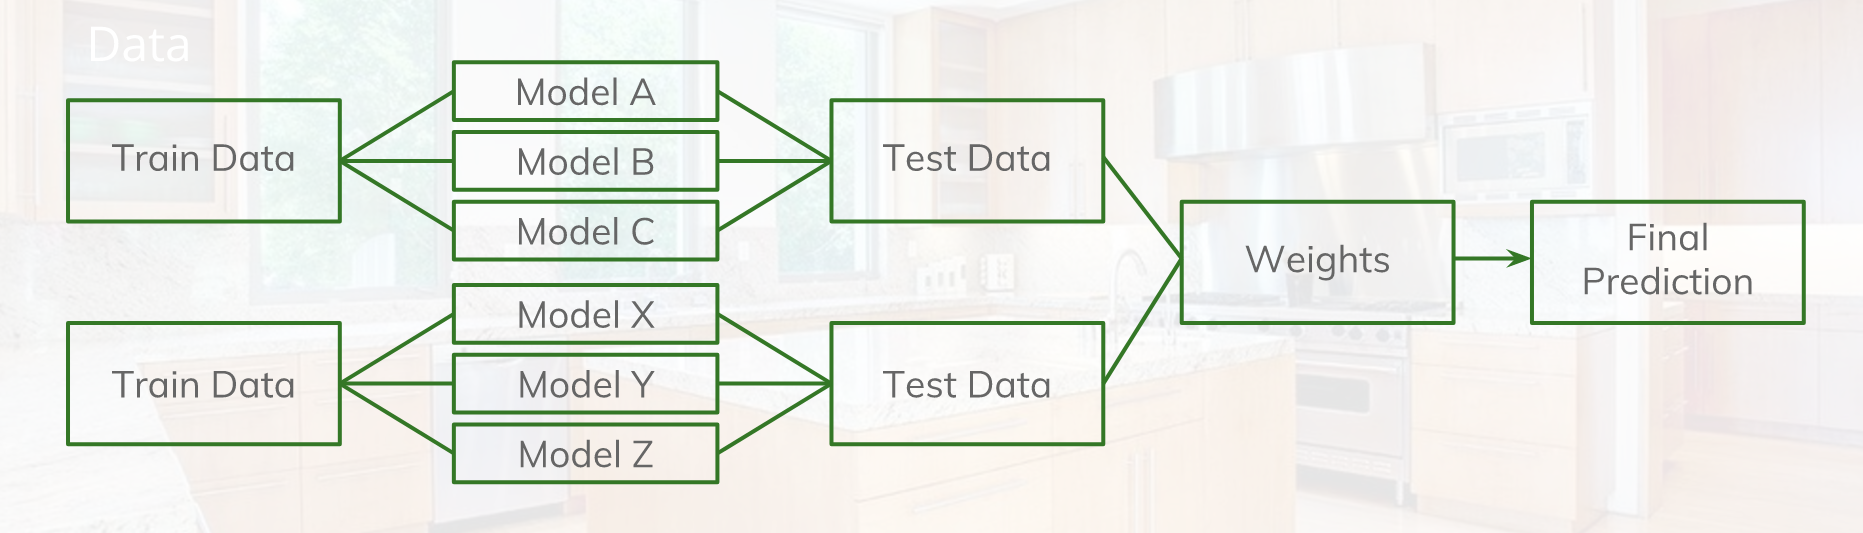 Data
Train Data
Model A
Model B
Model C
Test Data
Train Data
Model X
Model Y
Model Z
Test Data
Weights
Final
Prediction